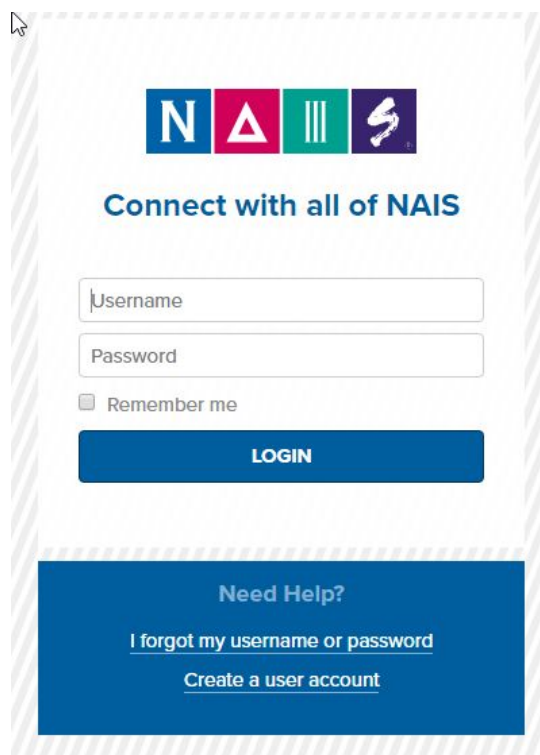 NAIS
Connect with all of NAIS
Username
Password
Remember me
LOGIN
Need Help?
I forgot my username or password
Create a user account